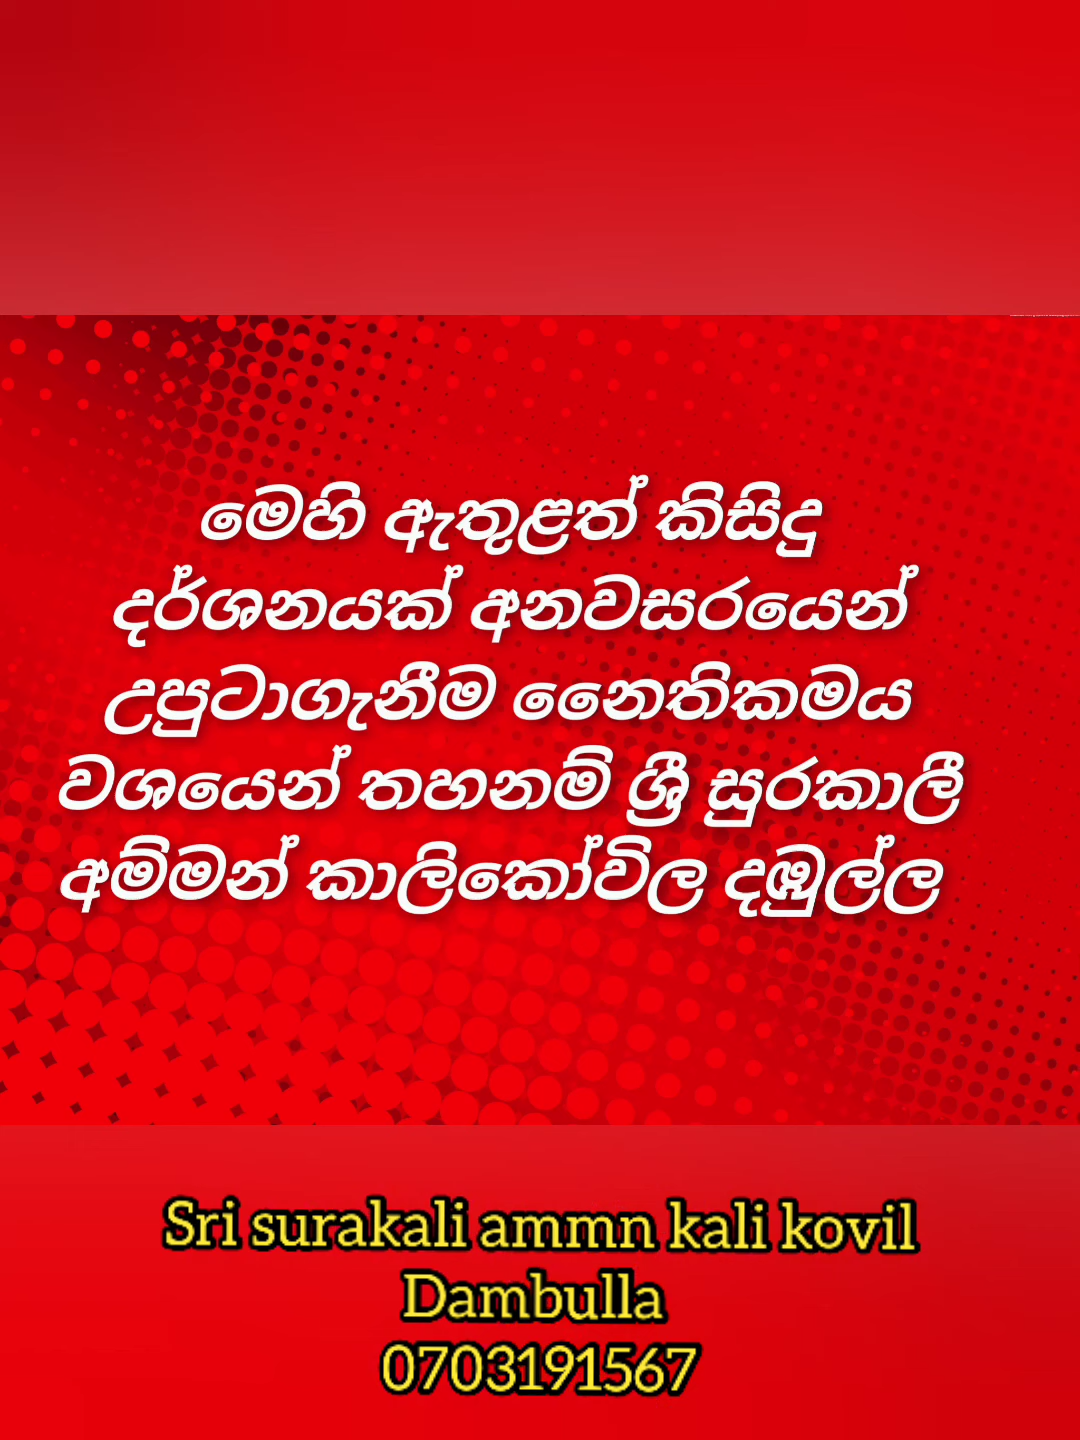 මෙහි ඇතුළත් කිසිදු
දර්ශනයක් අනවසරයෙන්
උපුටාගැනීම නෛතිකමය
වශයෙන් තහනම් ශ්‍රී සුරකාලී
අම්මන් කාලිකෝවිල දඹුල්ල
Sri surakali ammn kali kovil
Dambulla
0703191567